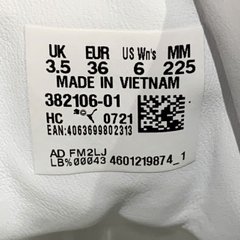 UK EUR US Wn's MM
3.5 36 6 225
MADE IN VIETNAM
382106-01
HC 0721
EAN:4063699802313
AD FM2LJ
LB%00043 4601219874_1